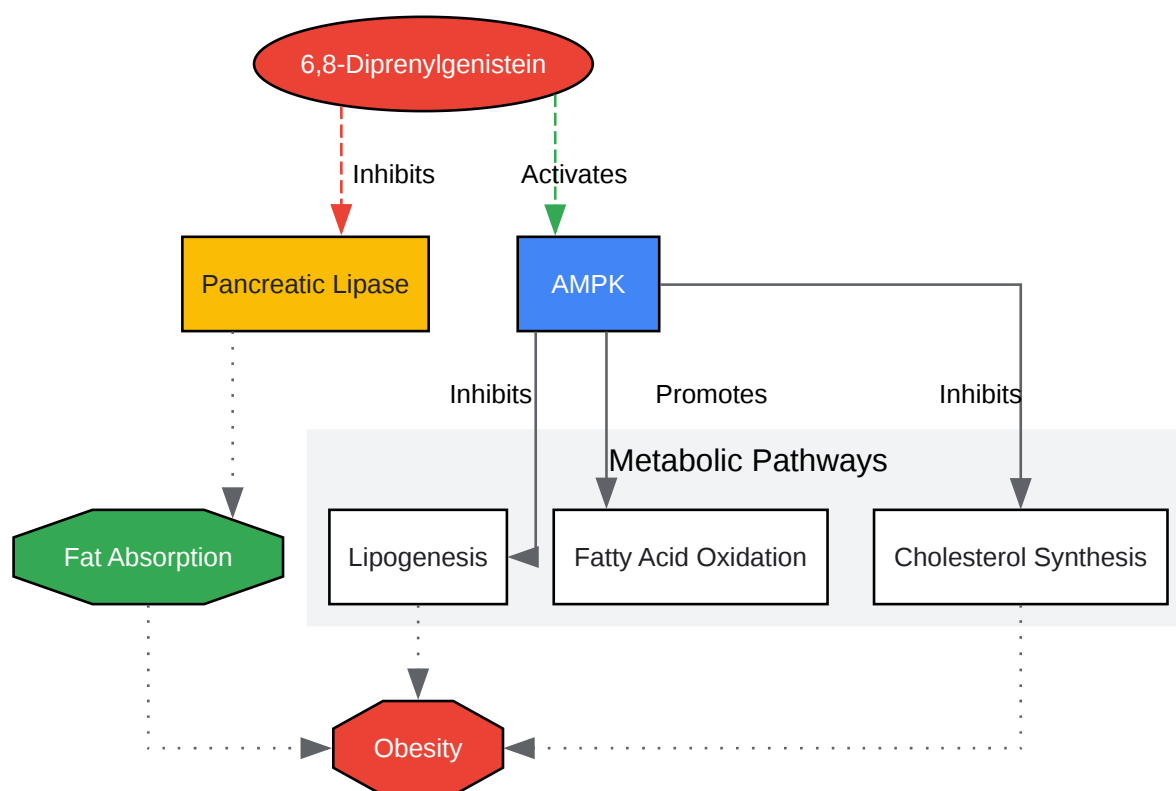 6,8-Diprenylgenistein
Inhibits
Activates
Pancreatic Lipase
AMPK
Inhibits
Promotes
Inhibits
Metabolic Pathways
Fat Absorption
Lipogenesis
Fatty Acid Oxidation
Cholesterol Synthesis
Obesity